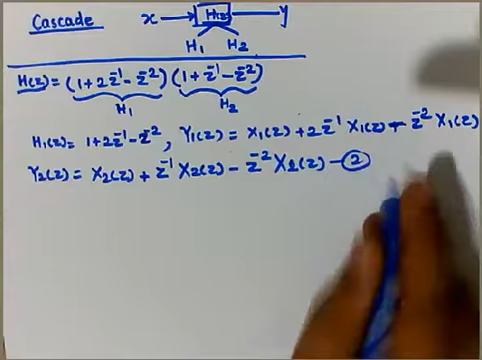 Cascade
x → H(z) — y
H₁ H₂
H(z) = (1 + 2z⁻¹ - z⁻²) (1 + z⁻¹ - z⁻²)
H₁ H₂
H₁(z) = 1 + 2z⁻¹ - z⁻² , Y₁(z) = X₁(z) + 2z⁻¹ X₁(z) - z⁻² X₁(z)
Y₂(z) = X₂(z) + z⁻¹ X₂(z) - z⁻² X₂(z) — ②